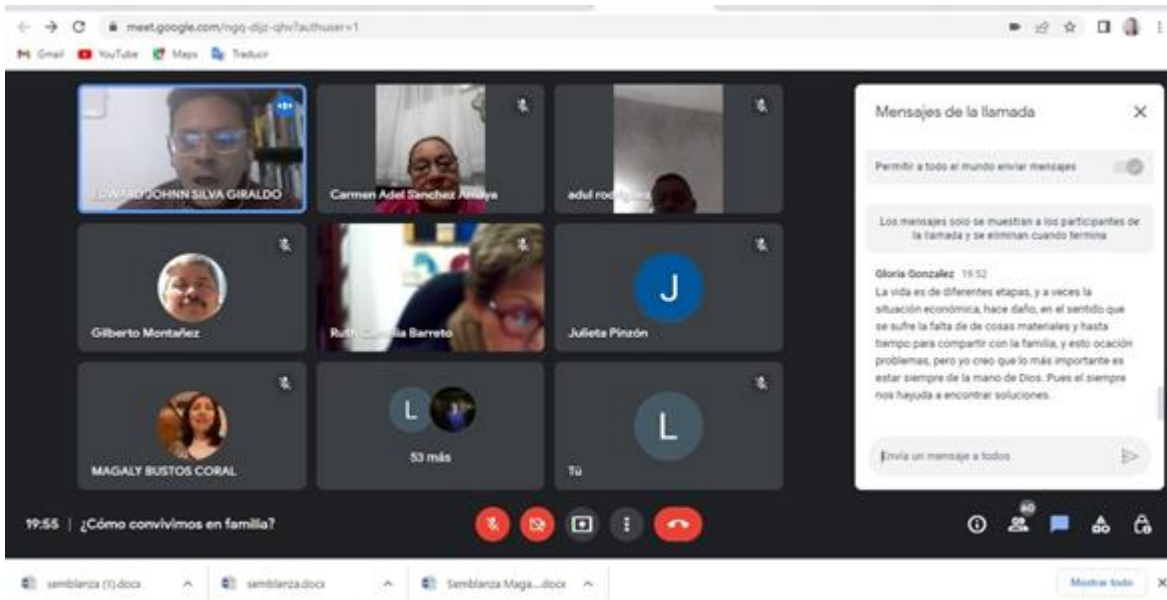 meet.google.com/ngq-dijz-qhv?authuser=1
Gmail YouTube Maps Traducir
EDWARD JOHNN SILVA GIRALDO
Carmen Adel Sanchez Amaya
adul rodriguez
Gilberto Montañez
Ruth Barreto
Julieta Pinzón
J
MAGALY BUSTOS CORAL
L
53 más
L
Tú
Mensajes de la llamada
Permitir a todo el mundo enviar mensajes
Los mensajes solo se muestran a los participantes de
la llamada y se eliminan cuando termina
Gloria Gonzalez 19:52
La vida es de diferentes etapas, y a veces la
situación económica, hace daño, en el sentido que
se sufre la falta de de cosas materiales y hasta
tiempo para compartir con la familia, y esto ocación
problemas, pero yo creo que lo más importante es
estar siempre de la mano de Dios. Pues el siempre
nos hayuda a encontrar soluciones.
Envía un mensaje a todos
19:55 | ¿Cómo convivimos en familia?
60
semblanza (1).docx
semblanza.docx
Semblanza Maga....docx
Mostrar todo